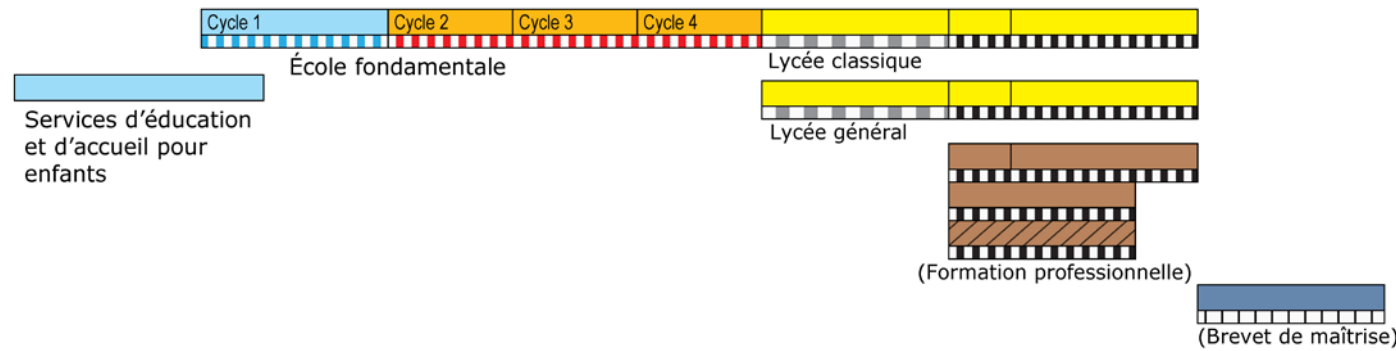 Cycle 1 Cycle 2 Cycle 3 Cycle 4
École fondamentale
Lycée classique
Services d'éducation
et d'accueil pour
enfants
Lycée général
(Formation professionnelle)
(Brevet de maîtrise)